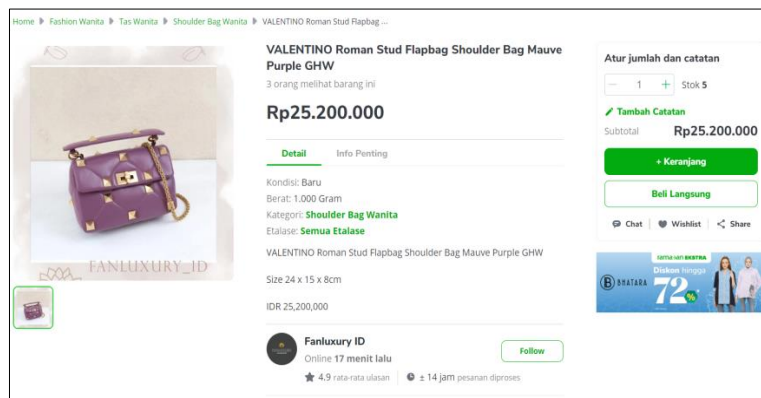 Home Fashion Wanita Tas Wanita Shoulder Bag Wanita VALENTINO Roman Stud Flapbag ...
FANLUXURY_ID
VALENTINO Roman Stud Flapbag Shoulder Bag Mauve
Purple GHW
3 orang melihat barang ini
Rp25.200.000
Detail Info Penting
Kondisi: Baru
Berat: 1.000 Gram
Kategori: Shoulder Bag Wanita
Etalase: Semua Etalase
VALENTINO Roman Stud Flapbag Shoulder Bag Mauve Purple GHW
Size 24 x 15 x 8cm
IDR 25,200,000
Fanluxury ID
Online 17 menit lalu
Follow
4.9 rata-rata ulasan ± 14 jam pesanan diproses
Atur jumlah dan catatan
1 Stok 5
Tambah Catatan
Subtotal Rp25.200.000
+ Keranjang
Beli Langsung
Chat Wishlist Share
BHATARA
EKSTRA
Diskon hingga
72%